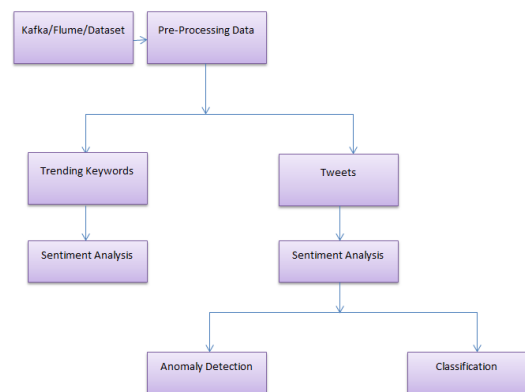 Kafka/Flume/Dataset
Pre-Processing Data
Trending Keywords
Tweets
Sentiment Analysis
Sentiment Analysis
Anomaly Detection
Classification